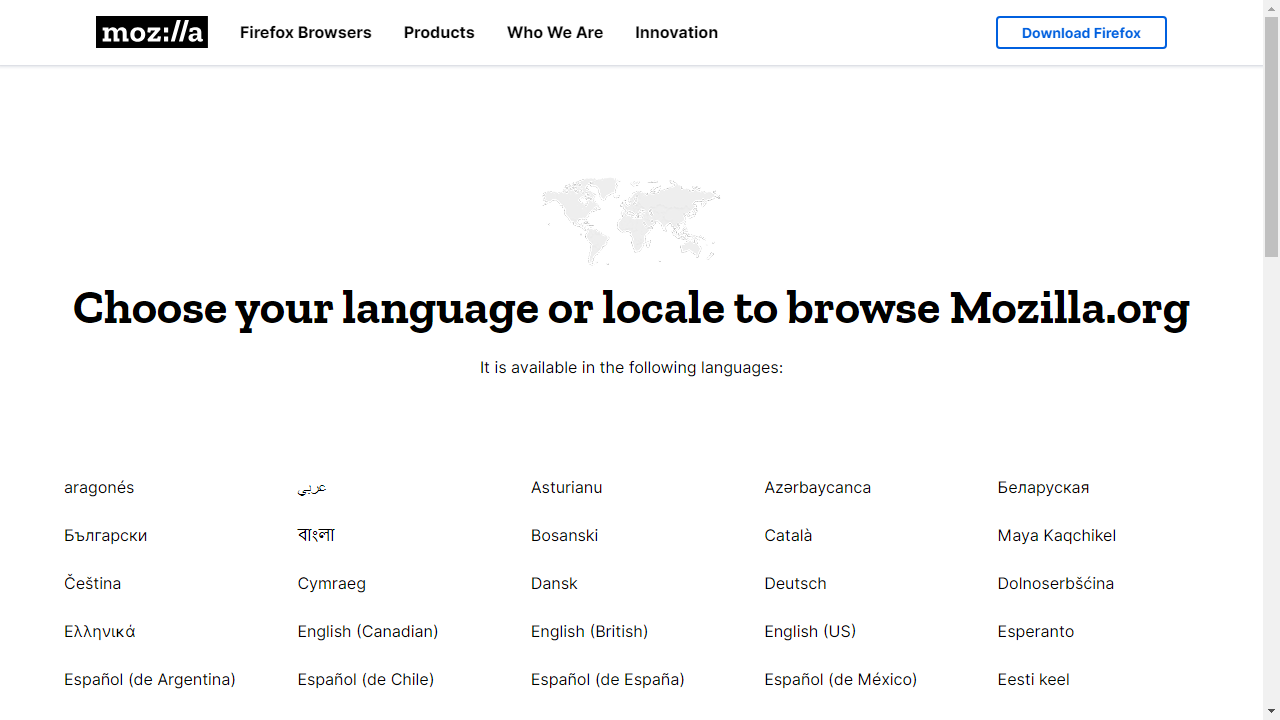 moz://a Firefox Browsers Products Who We Are Innovation Download Firefox
Choose your language or locale to browse Mozilla.org
It is available in the following languages:
aragonés عربي Asturianu Azərbaycanca Беларуская
Български বাংলা Bosanski Català Maya Kaqchikel
Čeština Cymraeg Dansk Deutsch Dolnoserbšćina
Ελληνικά English (Canadian) English (British) English (US) Esperanto
Español (de Argentina) Español (de Chile) Español (de España) Español (de México) Eesti keel